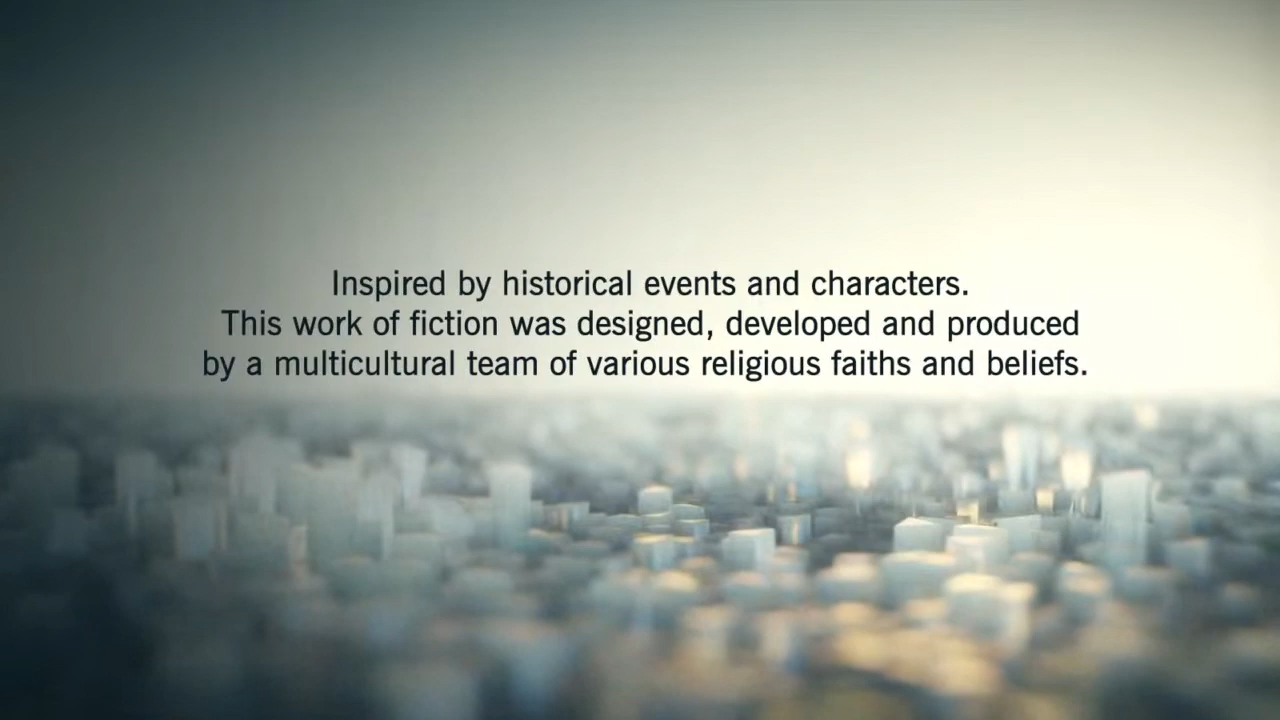 Inspired by historical events and characters.
This work of fiction was designed, developed and produced
by a multicultural team of various religious faiths and beliefs.